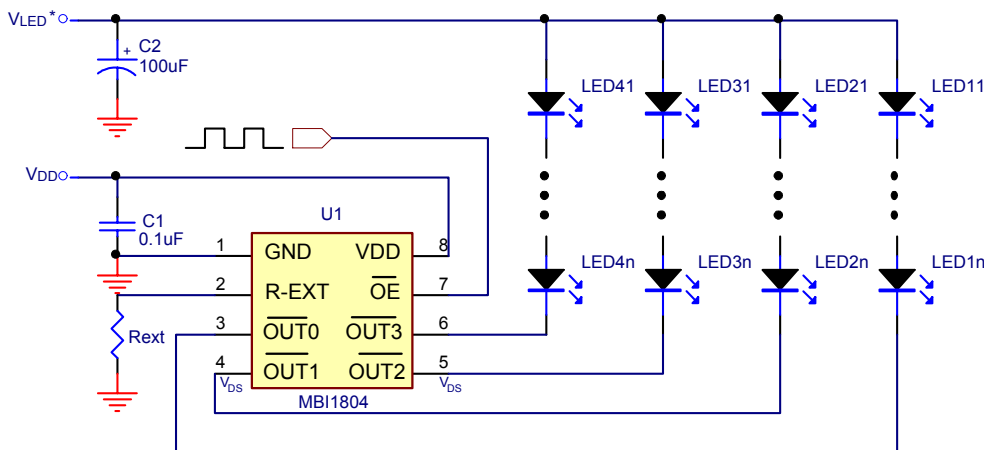 VLED*
+
C2
100uF
LED41
LED31
LED21
LED11
VDD
U1
C1
0.1uF
1
GND
VDD
8
2
R-EXT
OE
7
3
OUT0
OUT3
6
4
OUT1
OUT2
5
VDS
VDS
Rext
MBI1804
LED4n
LED3n
LED2n
LED1n